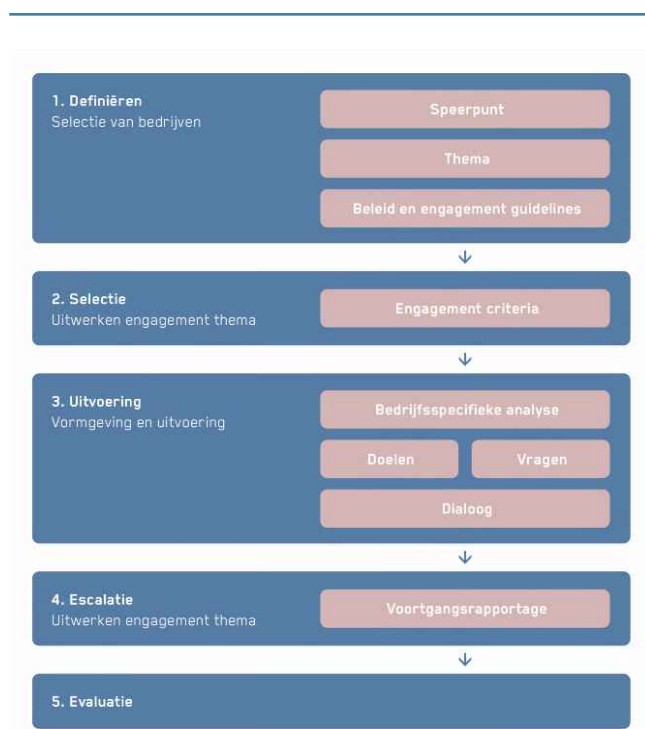 1. Definiëren
Selectie van bedrijven
Speerpunt
Thema
Beleid en engagement guidelines
2. Selectie
Uitwerken engagement thema
Engagement criteria
3. Uitvoering
Vormgeving en uitvoering
Bedrijfsspecifieke analyse
Doelen
Vragen
Dialoog
4. Escalatie
Uitwerken engagement thema
Voortgangsrapportage
5. Evaluatie